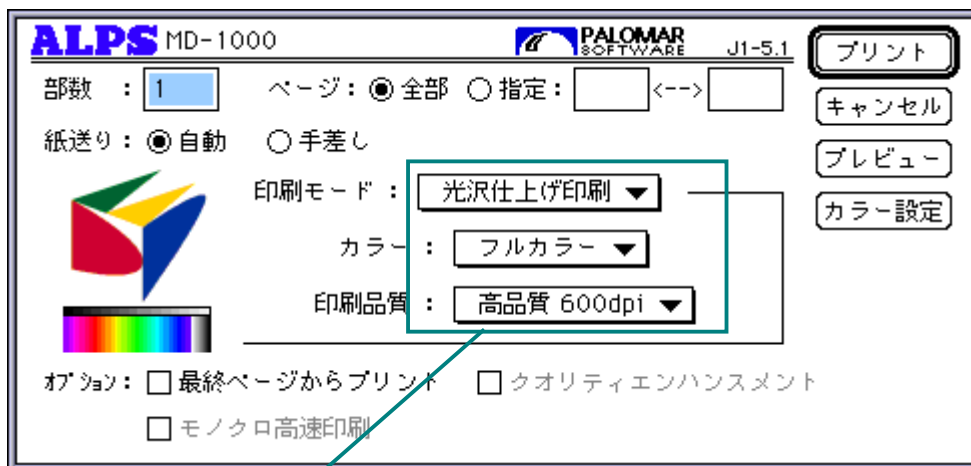 ALPS MD-1000 PALOMAR SOFTWARE J1-5.1
プリント
部数 : 1 ページ : 全部 指定 : <-->
キャンセル
紙送り : 自動 手差し
プレビュー
印刷モード : 光沢仕上げ印刷
カラー設定
カラー : フルカラー
印刷品質 : 高品質 600dpi
オプション : 最終ページからプリント クオリティエンハンスメント
モノクロ高速印刷